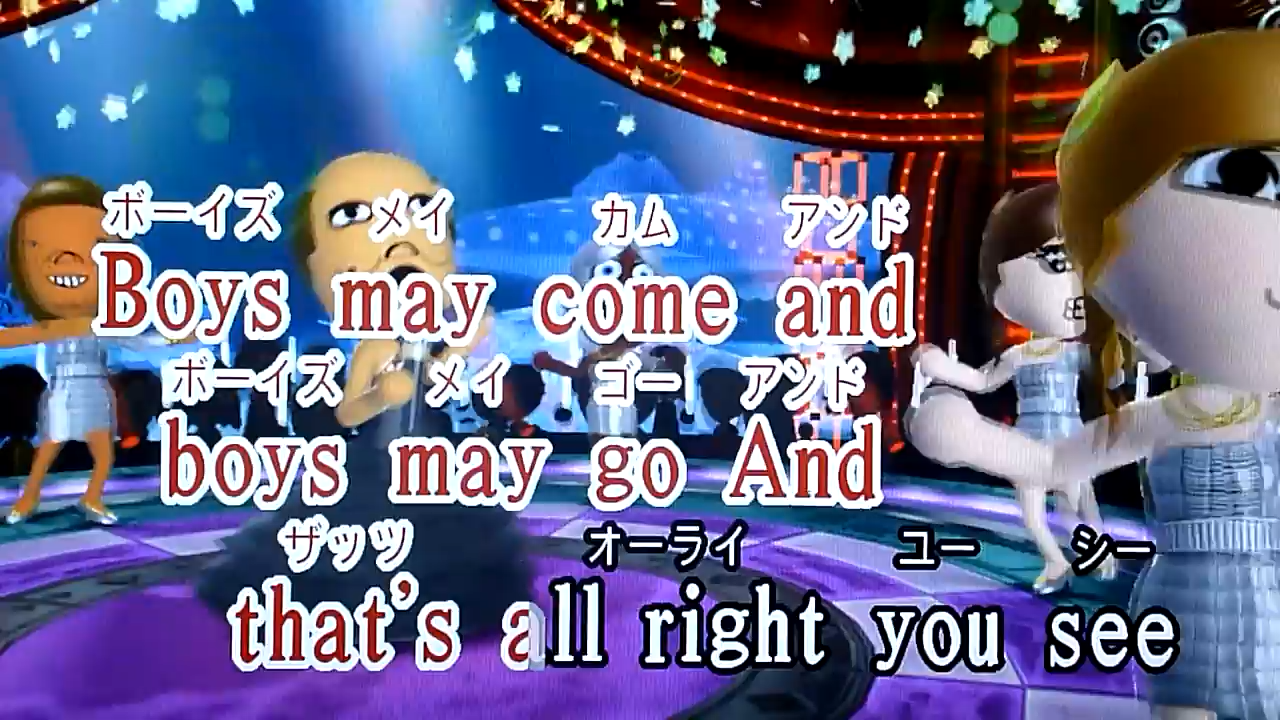 ボーイズ メイ カム アンド
Boys may come and
ボーイズ メイ ゴー アンド
boys may go And
ザッツ オーライ ユー シー
that's all right you see